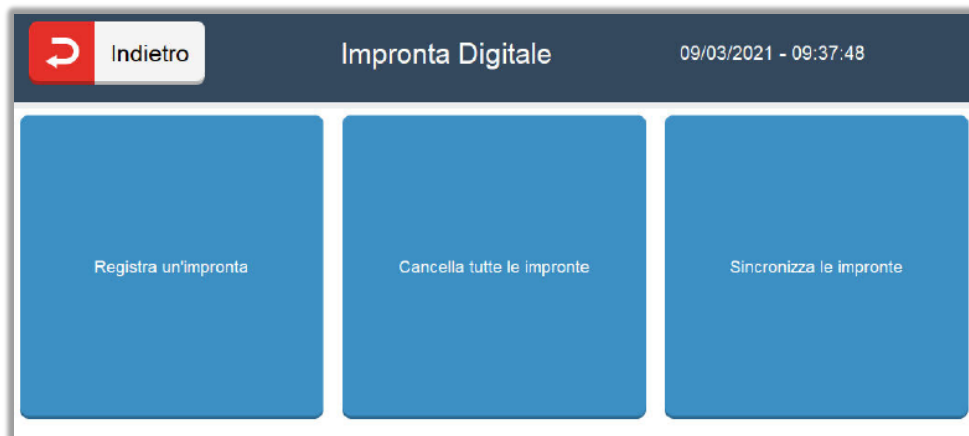 Indietro
Impronta Digitale
09/03/2021 - 09:37:48
Registra un'impronta
Cancella tutte le impronte
Sincronizza le impronte